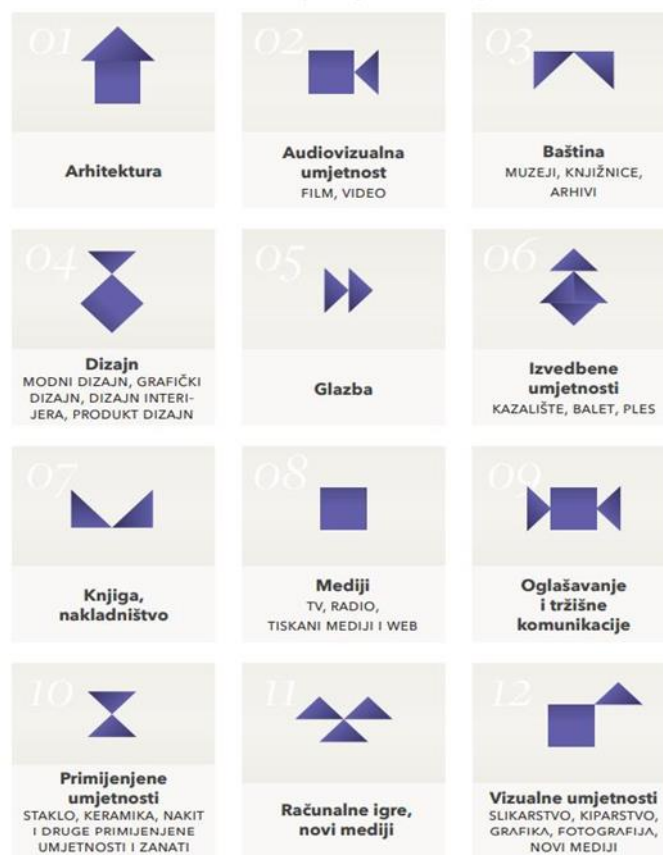 01
Arhitektura
02
Audiovizualna
umjetnost
FILM, VIDEO
03
Baština
MUZEJI, KNJIŽNICE,
ARHIVI
04
Dizajn
MODNI DIZAJN, GRAFIČKI
DIZAJN, DIZAJN INTERI-
JERA, PRODUKT DIZAJN
05
Glazba
06
Izvedbene
umjetnosti
KAZALIŠTE, BALET, PLES
07
Knjiga,
nakladništvo
08
Mediji
TV, RADIO,
TISKANI MEDIJI I WEB
09
Oglašavanje
i tržišne
komunikacije
10
Primijenjene
umjetnosti
STAKLO, KERAMIKA, NAKIT
I DRUGE PRIMIJENJENE
UMJETNOSTI I ZANATI
11
Računalne igre,
novi mediji
12
Vizualne umjetnosti
SLIKARSTVO, KIPARSTVO,
GRAFIKA, FOTOGRAFIJA,
NOVI MEDIJI